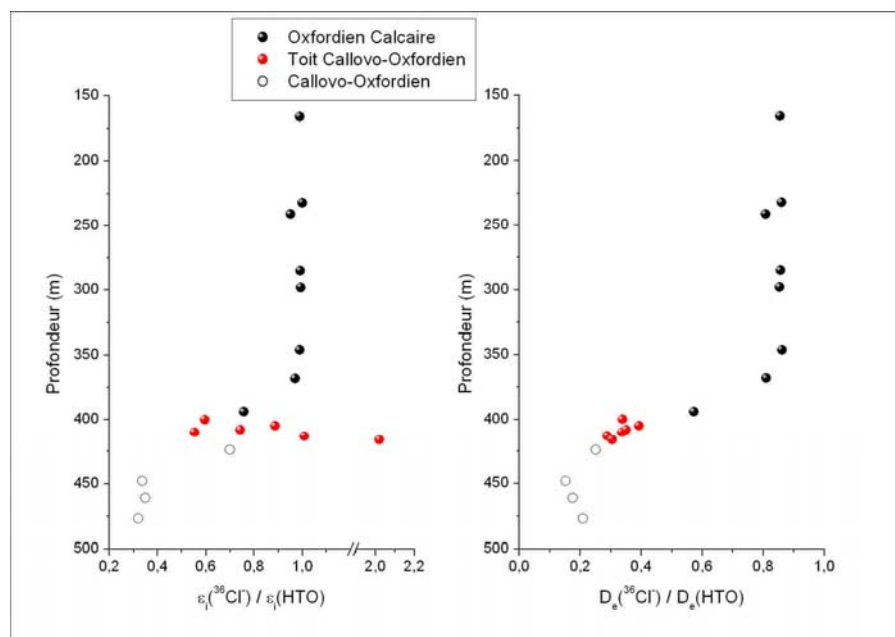 Oxfordien Calcaire
Toit Callovo-Oxfordien
Callovo-Oxfordien
150
200
250
300
350
400
450
500
Profondeur (m)
0,2 0,4 0,6 0,8 1,0 2,0 2,2
εᵢ(³⁶Cl⁻) / εᵢ(HTO)
150
200
250
300
350
400
450
500
Profondeur (m)
0,0 0,2 0,4 0,6 0,8 1,0
Dₑ(³⁶Cl⁻) / Dₑ(HTO)